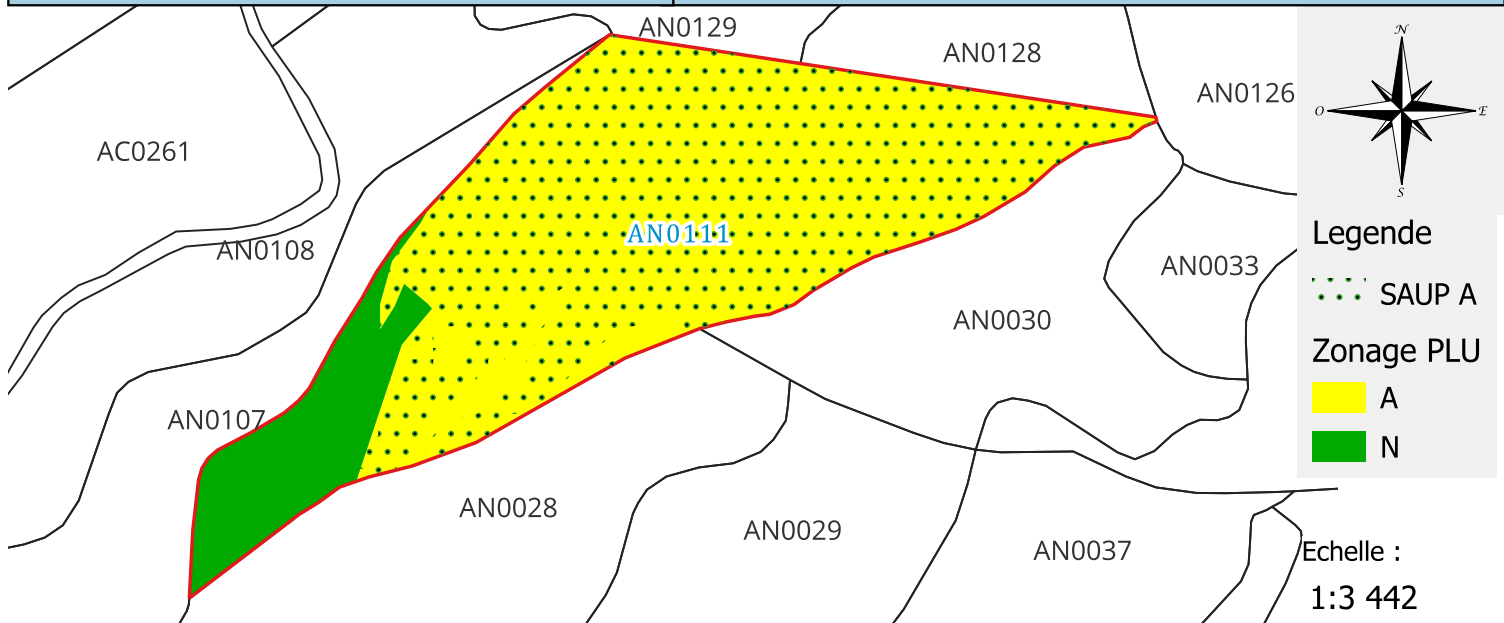 AN0129
AN0128
N
AN0126
O
E
AC0261
S
AN0111
Legende
AN0108
AN0033
SAUP A
AN0030
Zonage PLU
A
AN0107
N
AN0028
AN0029
AN0037
Echelle :
1:3 442